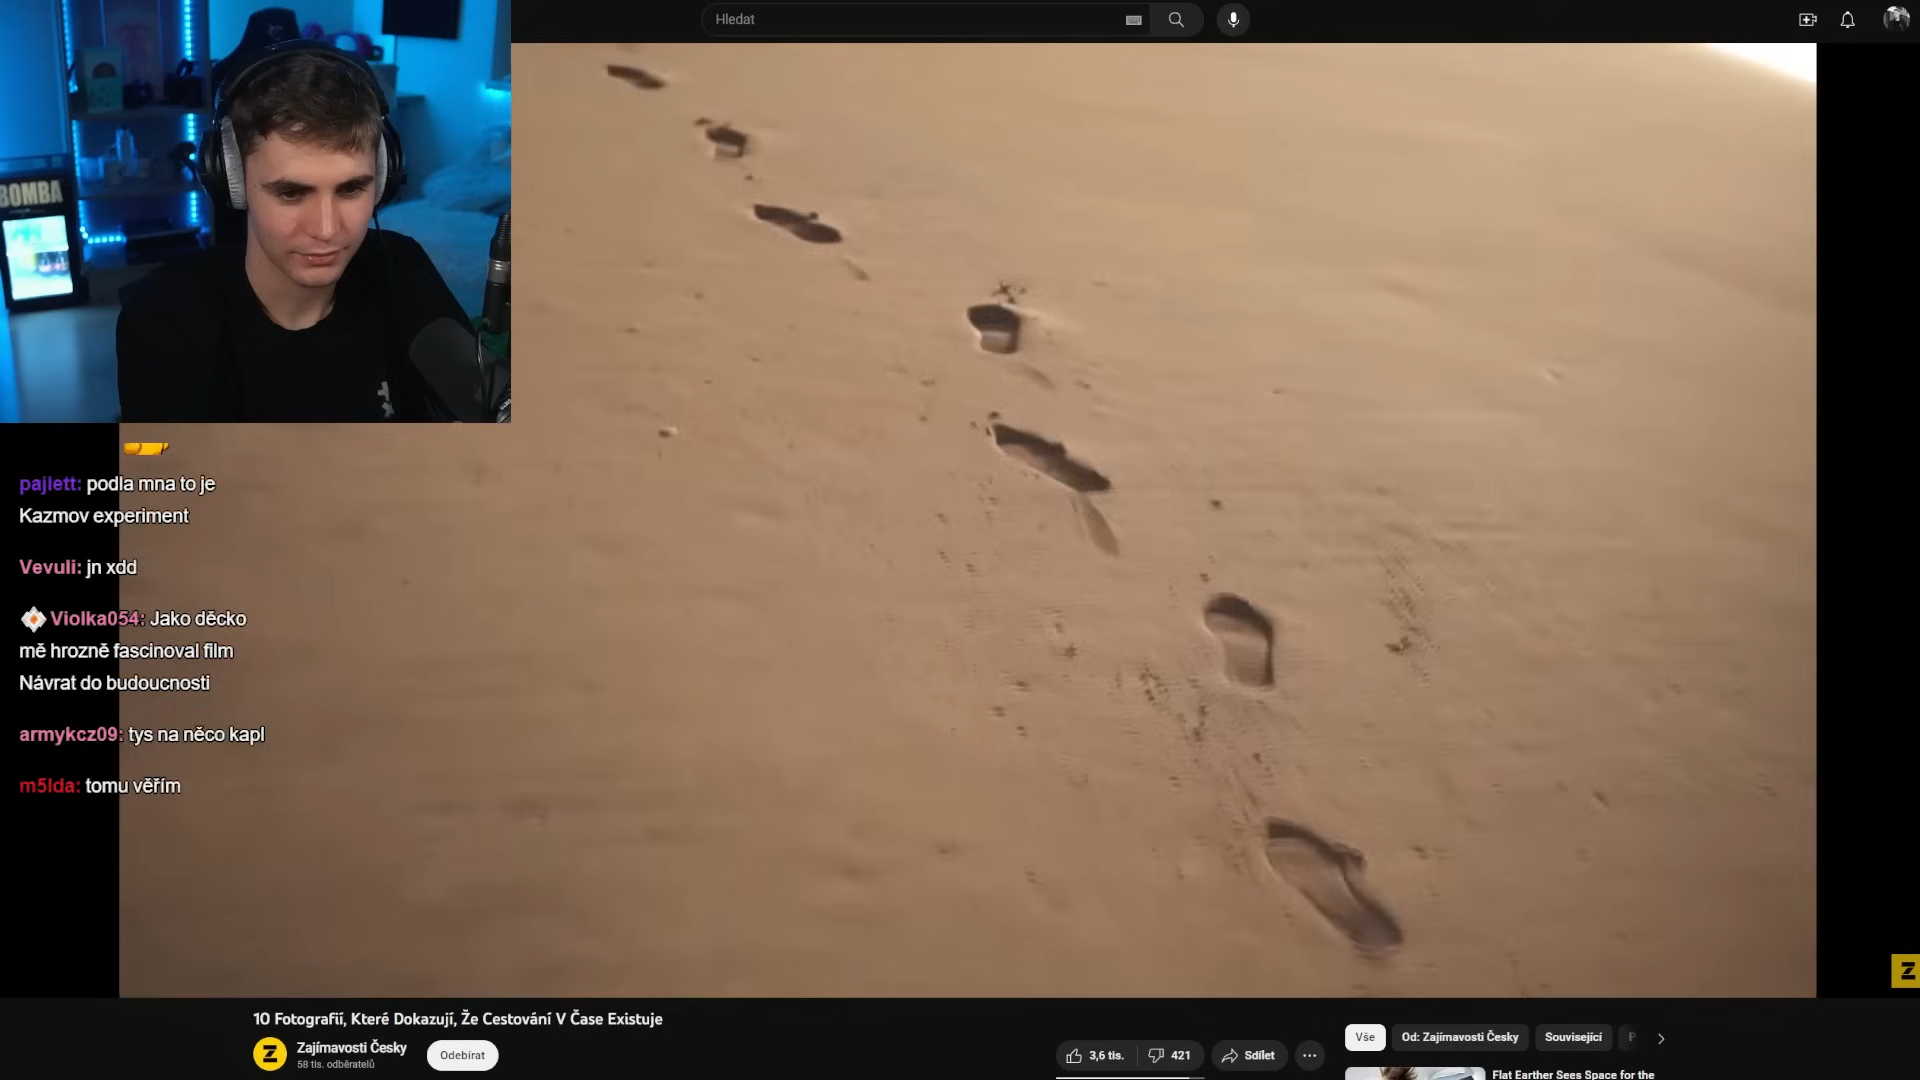 Hledat
BOMBA
pajlett: podla mna to je
Kazmov experiment
Vevuli: jn xdd
Violka054: Jako děcko
mě hrozně fascinoval film
Návrat do budoucnosti
armykcz09: tys na něco kapl
m5lda: tomu věřím
Z
10 Fotografií, Které Dokazují, Že Cestování V Čase Existuje
Z
Zajímavosti Česky
58 tis. odběratelů
Odebírat
3,6 tis.
421
Sdílet
Vše
Od: Zajímavosti Česky
Související
P
Flat Earther Sees Space for the